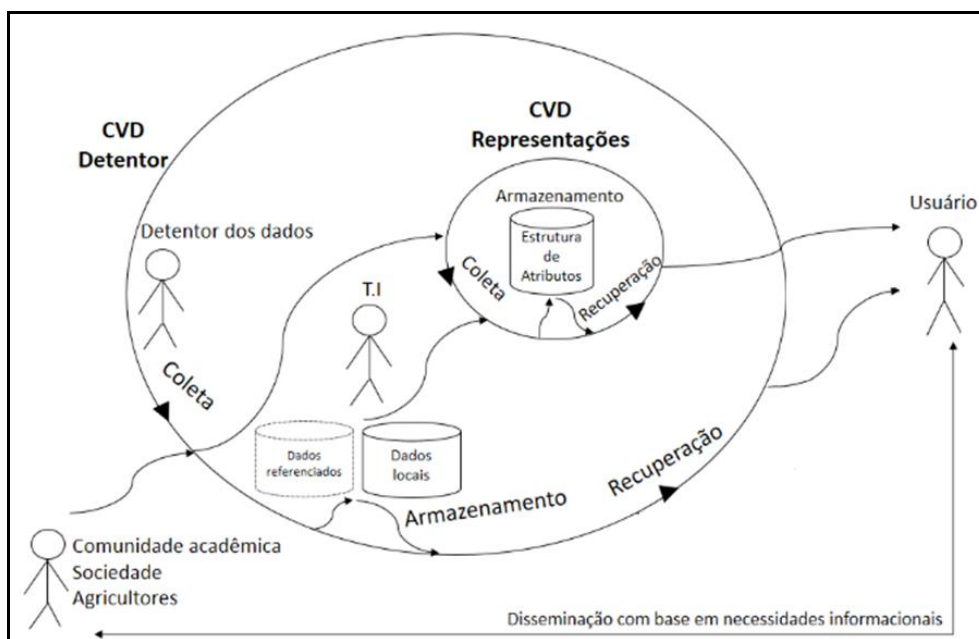 CVD
Detentor
CVD
Representações
Armazenamento
Estrutura
de
Atributos
Coleta
Recuperação
Usuário
Detentor dos dados
T.I
Coleta
Dados
referenciados
Dados
locais
Armazenamento
Recuperação
Comunidade acadêmica
Sociedade
Agricultores
Disseminação com base em necessidades informacionais